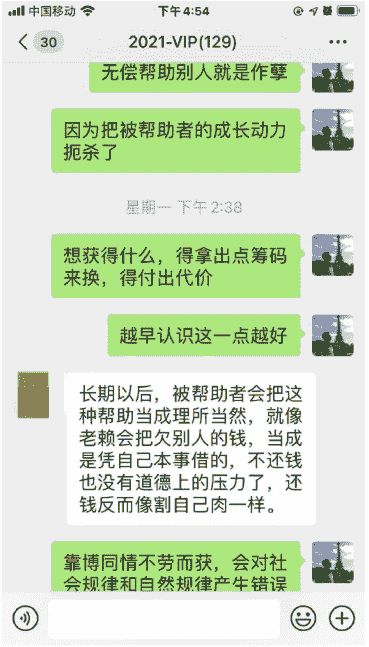 中国移动
下午4:54
30
2021-VIP(129)
无偿帮助别人就是作孽
因为把被帮助者的成长动力
扼杀了
星期一 下午2:38
想获得什么，得拿出点筹码
来换，得付出代价
越早认识这一点越好
长期以后，被帮助者会把这
种帮助当成理所当然，就像
老赖会把欠别人的钱，当成
是凭自己本事借的，不还钱
也没有道德上的压力了，还
钱反而像割自己肉一样。
靠博同情不劳而获，会对社
会规律和自然规律产生错误